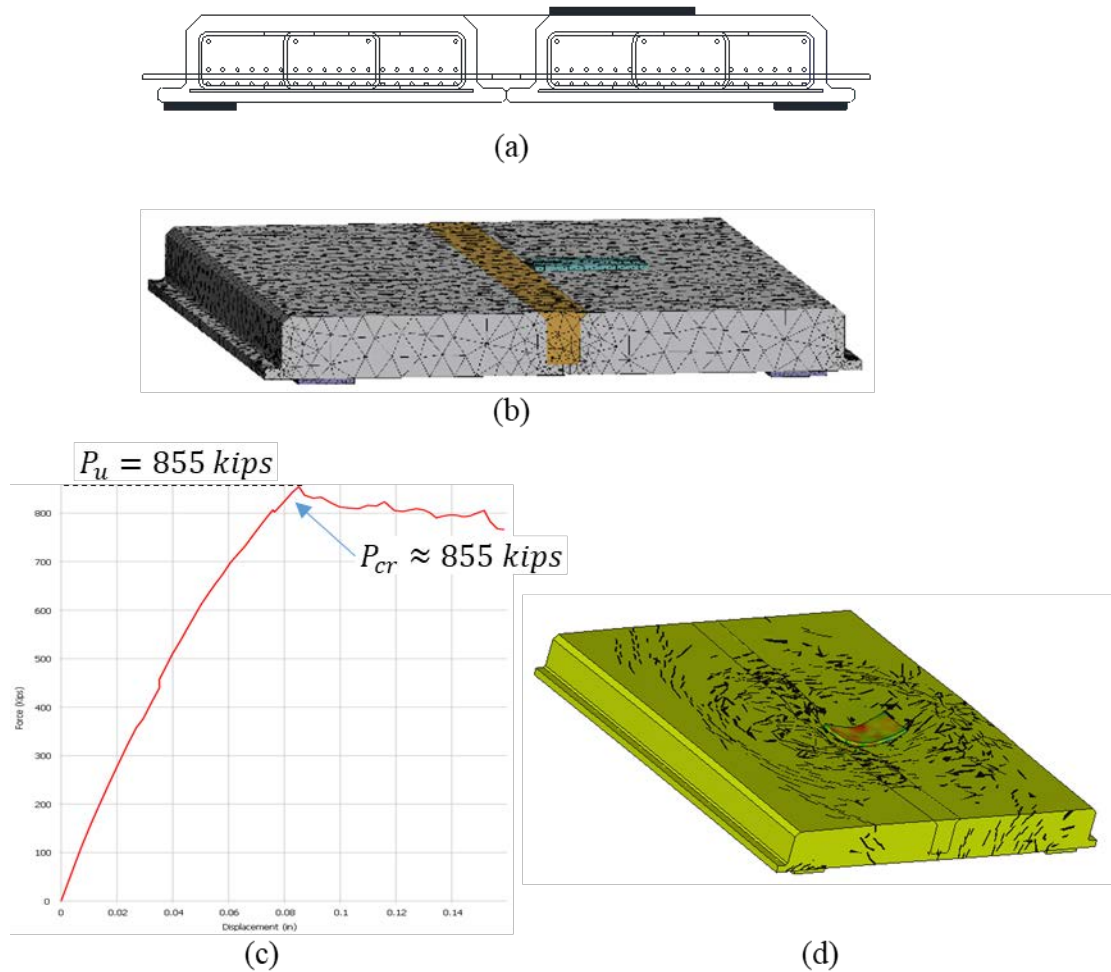 (a)
(b)
P_u = 855 kips
P_cr ≈ 855 kips
800
700
600
500
400
300
200
100
0
Force (kips)
0 0.02 0.04 0.06 0.08 0.1 0.12 0.14
Displacement (in)
(c)
(d)